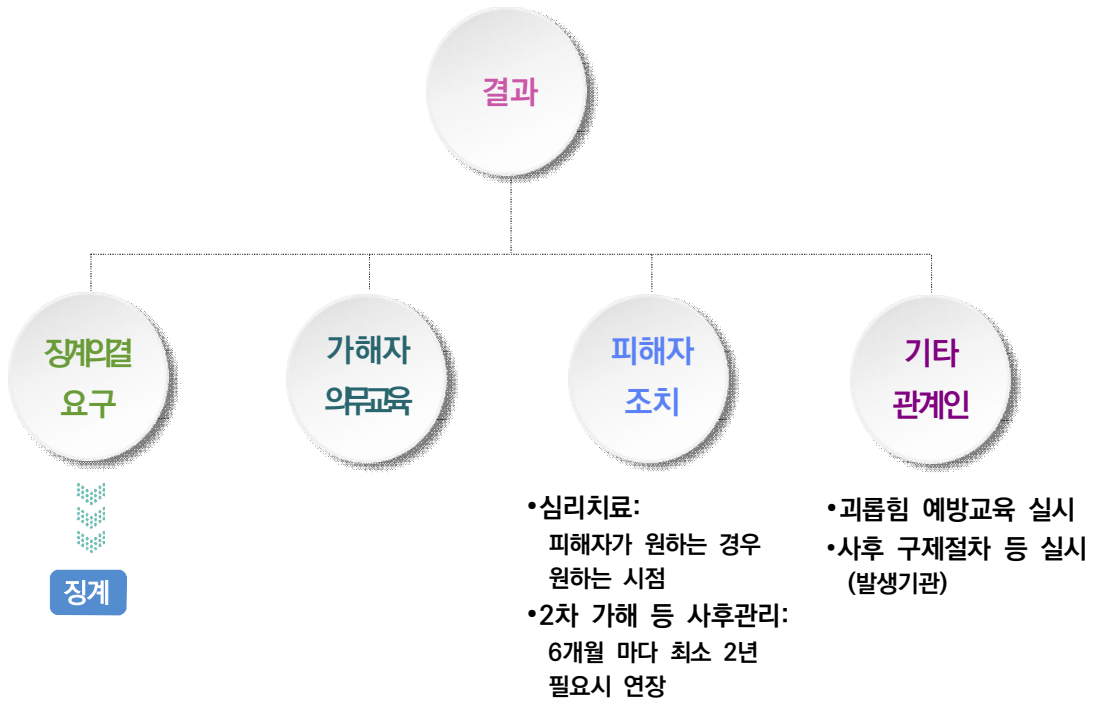 결과
징계의결
요구
징계
가해자
의무교육
피해자
조치
•심리치료:
피해자가 원하는 경우
원하는 시점
•2차 가해 등 사후관리:
6개월 마다 최소 2년
필요시 연장
기타
관계인
•괴롭힘 예방교육 실시
•사후 구제절차 등 실시
(발생기관)